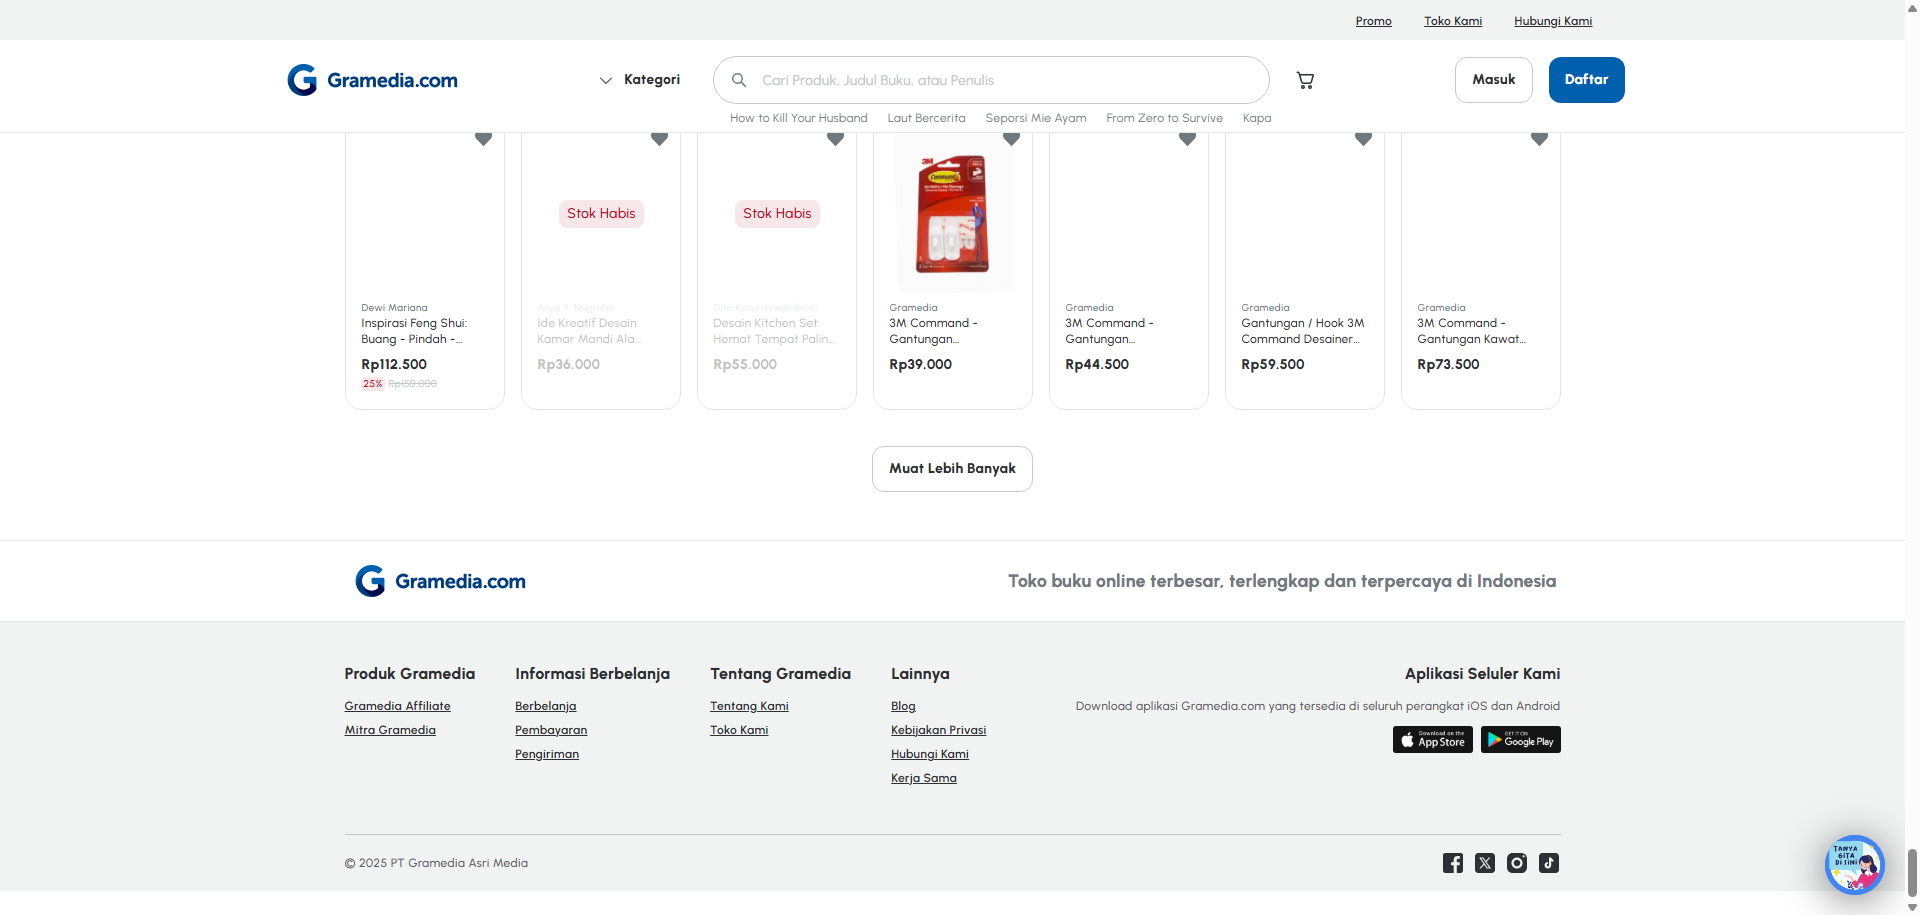 Promo
Toko Kami
Hubungi Kami
Gramedia.com
Kategori
Cari Produk, Judul Buku, atau Penulis
Masuk
Daftar
How to Kill Your Husband
Laut Bercerita
Seporsi Mie Ayam
From Zero to Survive
Kapa
Dewi Mariana
Inspirasi Feng Shui:
Buang - Pindah -...
Rp112.500
25% Rp150.000
Stok Habis
Arya Y. Nugroho
Ide Kreatif Desain
Kamar Mandi Ala...
Rp36.000
Stok Habis
Dita Kusumawardhani
Desain Kitchen Set
Hemat Tempat Palin...
Rp55.000
3M
Command
Gramedia
3M Command -
Gantungan...
Rp39.000
Gramedia
3M Command -
Gantungan...
Rp44.500
Gramedia
Gantungan / Hook 3M
Command Desainer...
Rp59.500
Gramedia
3M Command -
Gantungan Kawat...
Rp73.500
Muat Lebih Banyak
Gramedia.com
Toko buku online terbesar, terlengkap dan terpercaya di Indonesia
Produk Gramedia
Gramedia Affiliate
Mitra Gramedia
Informasi Berbelanja
Berbelanja
Pembayaran
Pengiriman
Tentang Gramedia
Tentang Kami
Toko Kami
Lainnya
Blog
Kebijakan Privasi
Hubungi Kami
Kerja Sama
Aplikasi Seluler Kami
Download aplikasi Gramedia.com yang tersedia di seluruh perangkat iOS dan Android
Download on the
App Store
GET IT ON
Google Play
© 2025 PT Gramedia Asri Media
TANYA
GITA
DI SINI